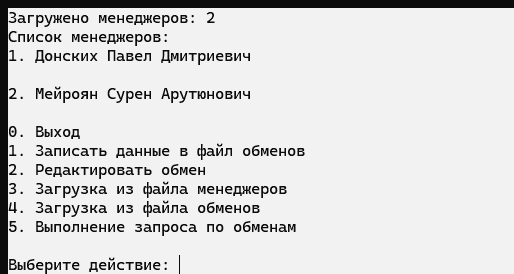 Загружено менеджеров: 2
Список менеджеров:
1. Донских Павел Дмитриевич
2. Мейроян Сурен Арутюнович
0. Выход
1. Записать данные в файл обменов
2. Редактировать обмен
3. Загрузка из файла менеджеров
4. Загрузка из файла обменов
5. Выполнение запроса по обменам
Выберите действие: